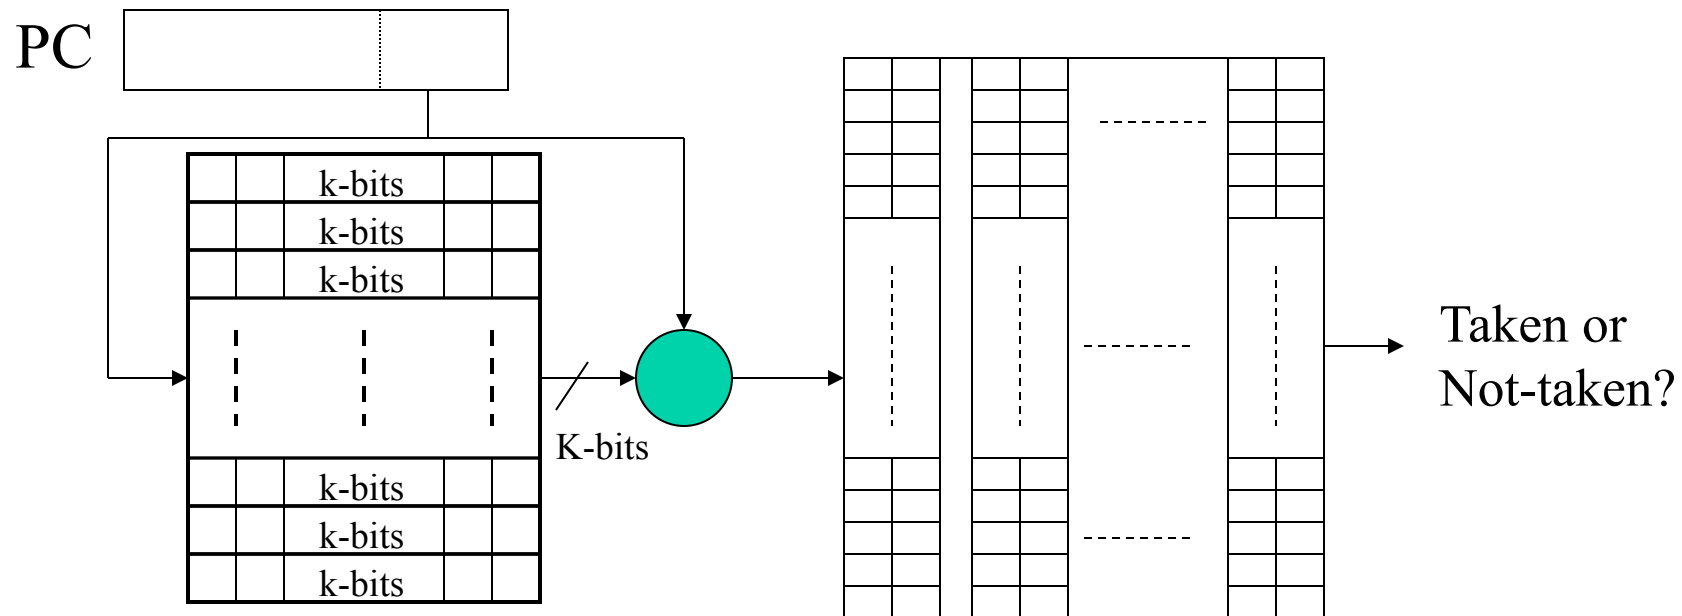 PC
k-bits
k-bits
k-bits
K-bits
k-bits
k-bits
k-bits
Taken or
Not-taken?